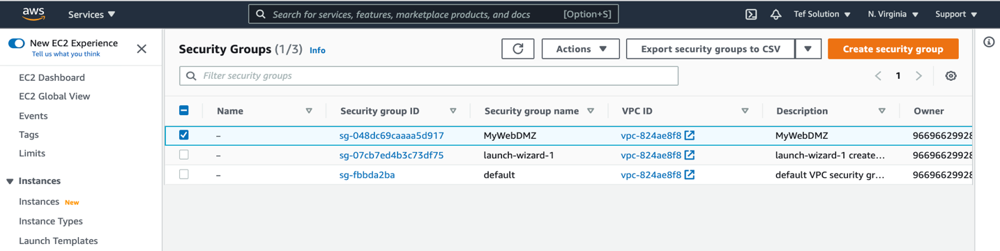 aws Services Search for services, features, marketplace products, and docs [Option+S] Tef Solution N. Virginia Support
New EC2 Experience
Tell us what you think
EC2 Dashboard
EC2 Global View
Events
Tags
Limits
Instances
Instances New
Instance Types
Launch Templates
Security Groups (1/3) Info Actions Export security groups to CSV Create security group
Filter security groups 1
Name Security group ID Security group name VPC ID Description Owner
– sg-048dc69caaaa5d917 MyWebDMZ vpc-824ae8f8 MyWebDMZ 96696629928
– sg-07cb7ed4b3c73df75 launch-wizard-1 vpc-824ae8f8 launch-wizard-1 create... 96696629928
– sg-fbbda2ba default vpc-824ae8f8 default VPC security gr... 96696629928